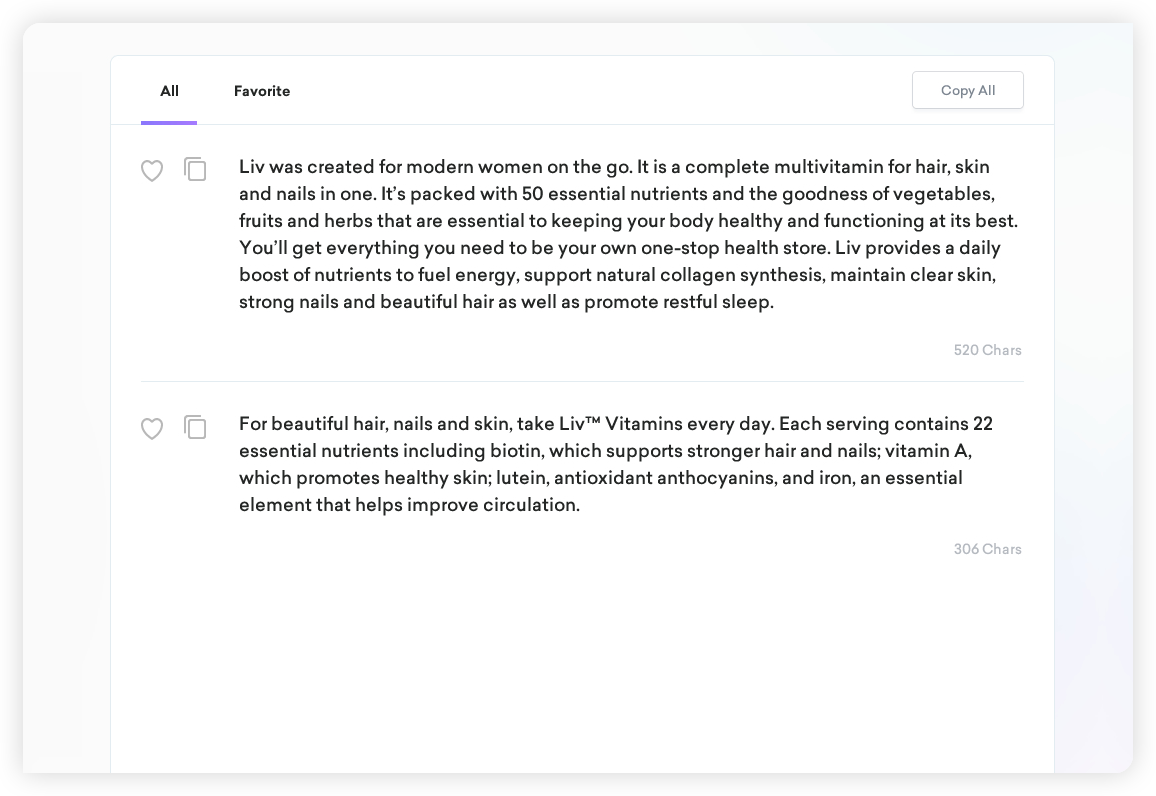 All
Favorite
Copy All
Liv was created for modern women on the go. It is a complete multivitamin for hair, skin
and nails in one. It’s packed with 50 essential nutrients and the goodness of vegetables,
fruits and herbs that are essential to keeping your body healthy and functioning at its best.
You’ll get everything you need to be your own one-stop health store. Liv provides a daily
boost of nutrients to fuel energy, support natural collagen synthesis, maintain clear skin,
strong nails and beautiful hair as well as promote restful sleep.
520 Chars
For beautiful hair, nails and skin, take Liv™ Vitamins every day. Each serving contains 22
essential nutrients including biotin, which supports stronger hair and nails; vitamin A,
which promotes healthy skin; lutein, antioxidant anthocyanins, and iron, an essential
element that helps improve circulation.
306 Chars